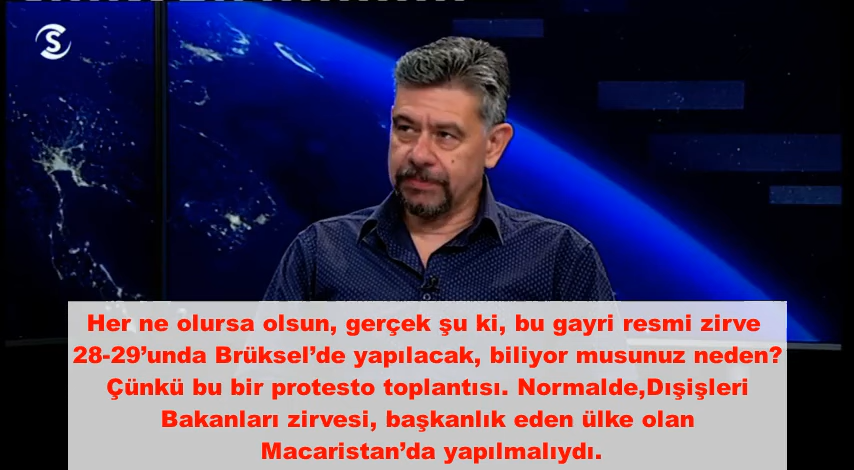 S
Her ne olursa olsun, gerçek şu ki, bu gayri resmi zirve
28-29’unda Brüksel’de yapılacak, biliyor musunuz neden?
Çünkü bu bir protesto toplantısı. Normalde,Dışişleri
Bakanları zirvesi, başkanlık eden ülke olan
Macaristan’da yapılmalıydı.